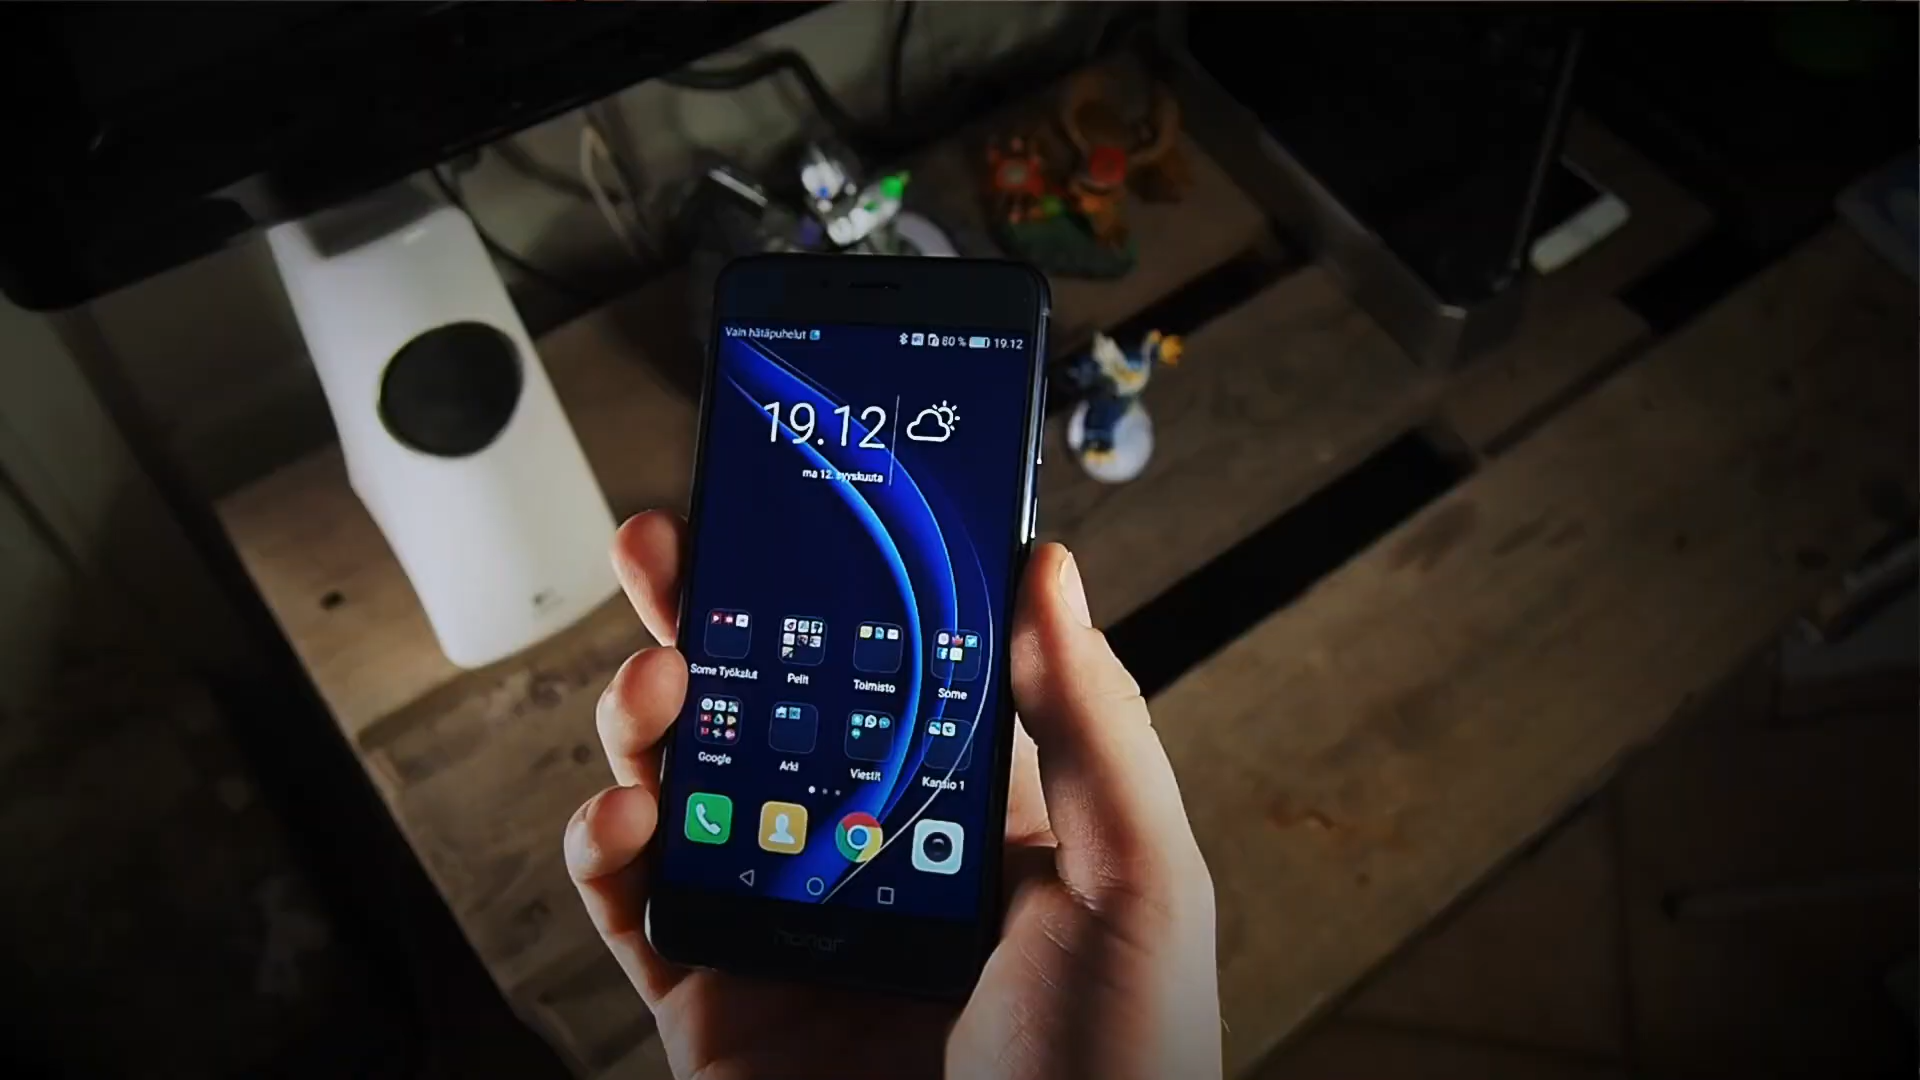 Vain hätäpuhelut
80 % 19.12
19.12
ma 12. syyskuuta
Some Työkalut Pelit Toimisto Some
Google Arki Viestit Kansio 1
honor